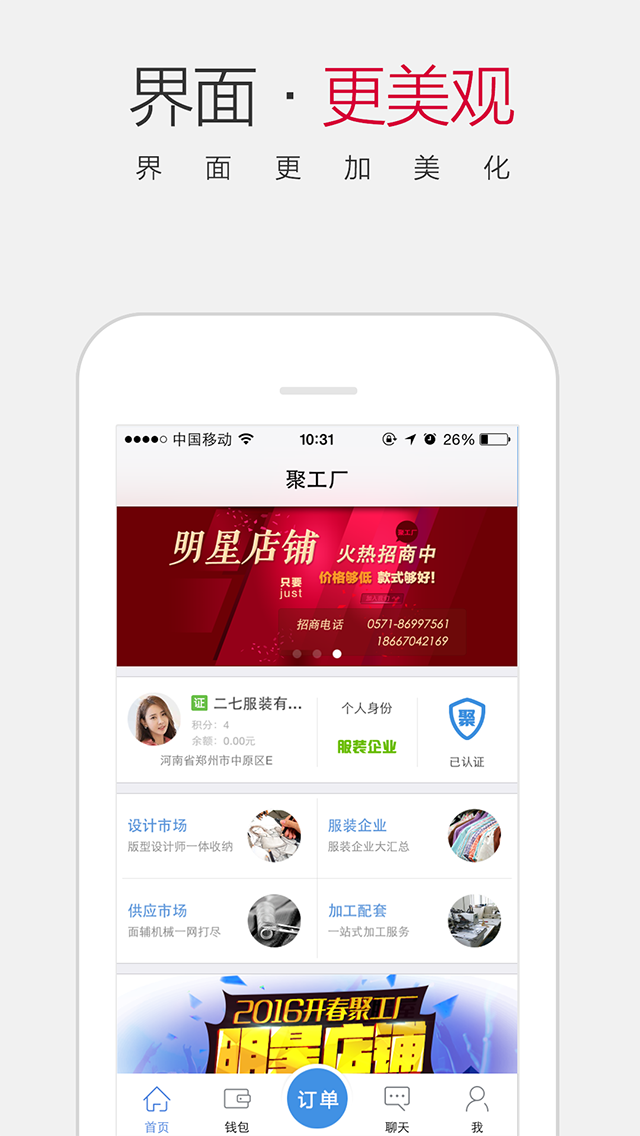 界面·更美观
界面更加美化
中国移动 10:31 26%
聚工厂
聚工厂
明星店铺 火热招商中
只要 价格够低 款式够好!
just
招商电话 0571-86997561
18667042169
证 二七服装有...
积分：4
余额：0.00元
河南省郑州市中原区E
个人身份
服装企业
聚
已认证
设计市场
版型设计师一体收纳
服装企业
服装企业大汇总
供应市场
面辅机械一网打尽
加工配套
一站式加工服务
2016开春聚工厂
明星店铺
首页 钱包 订单 聊天 我